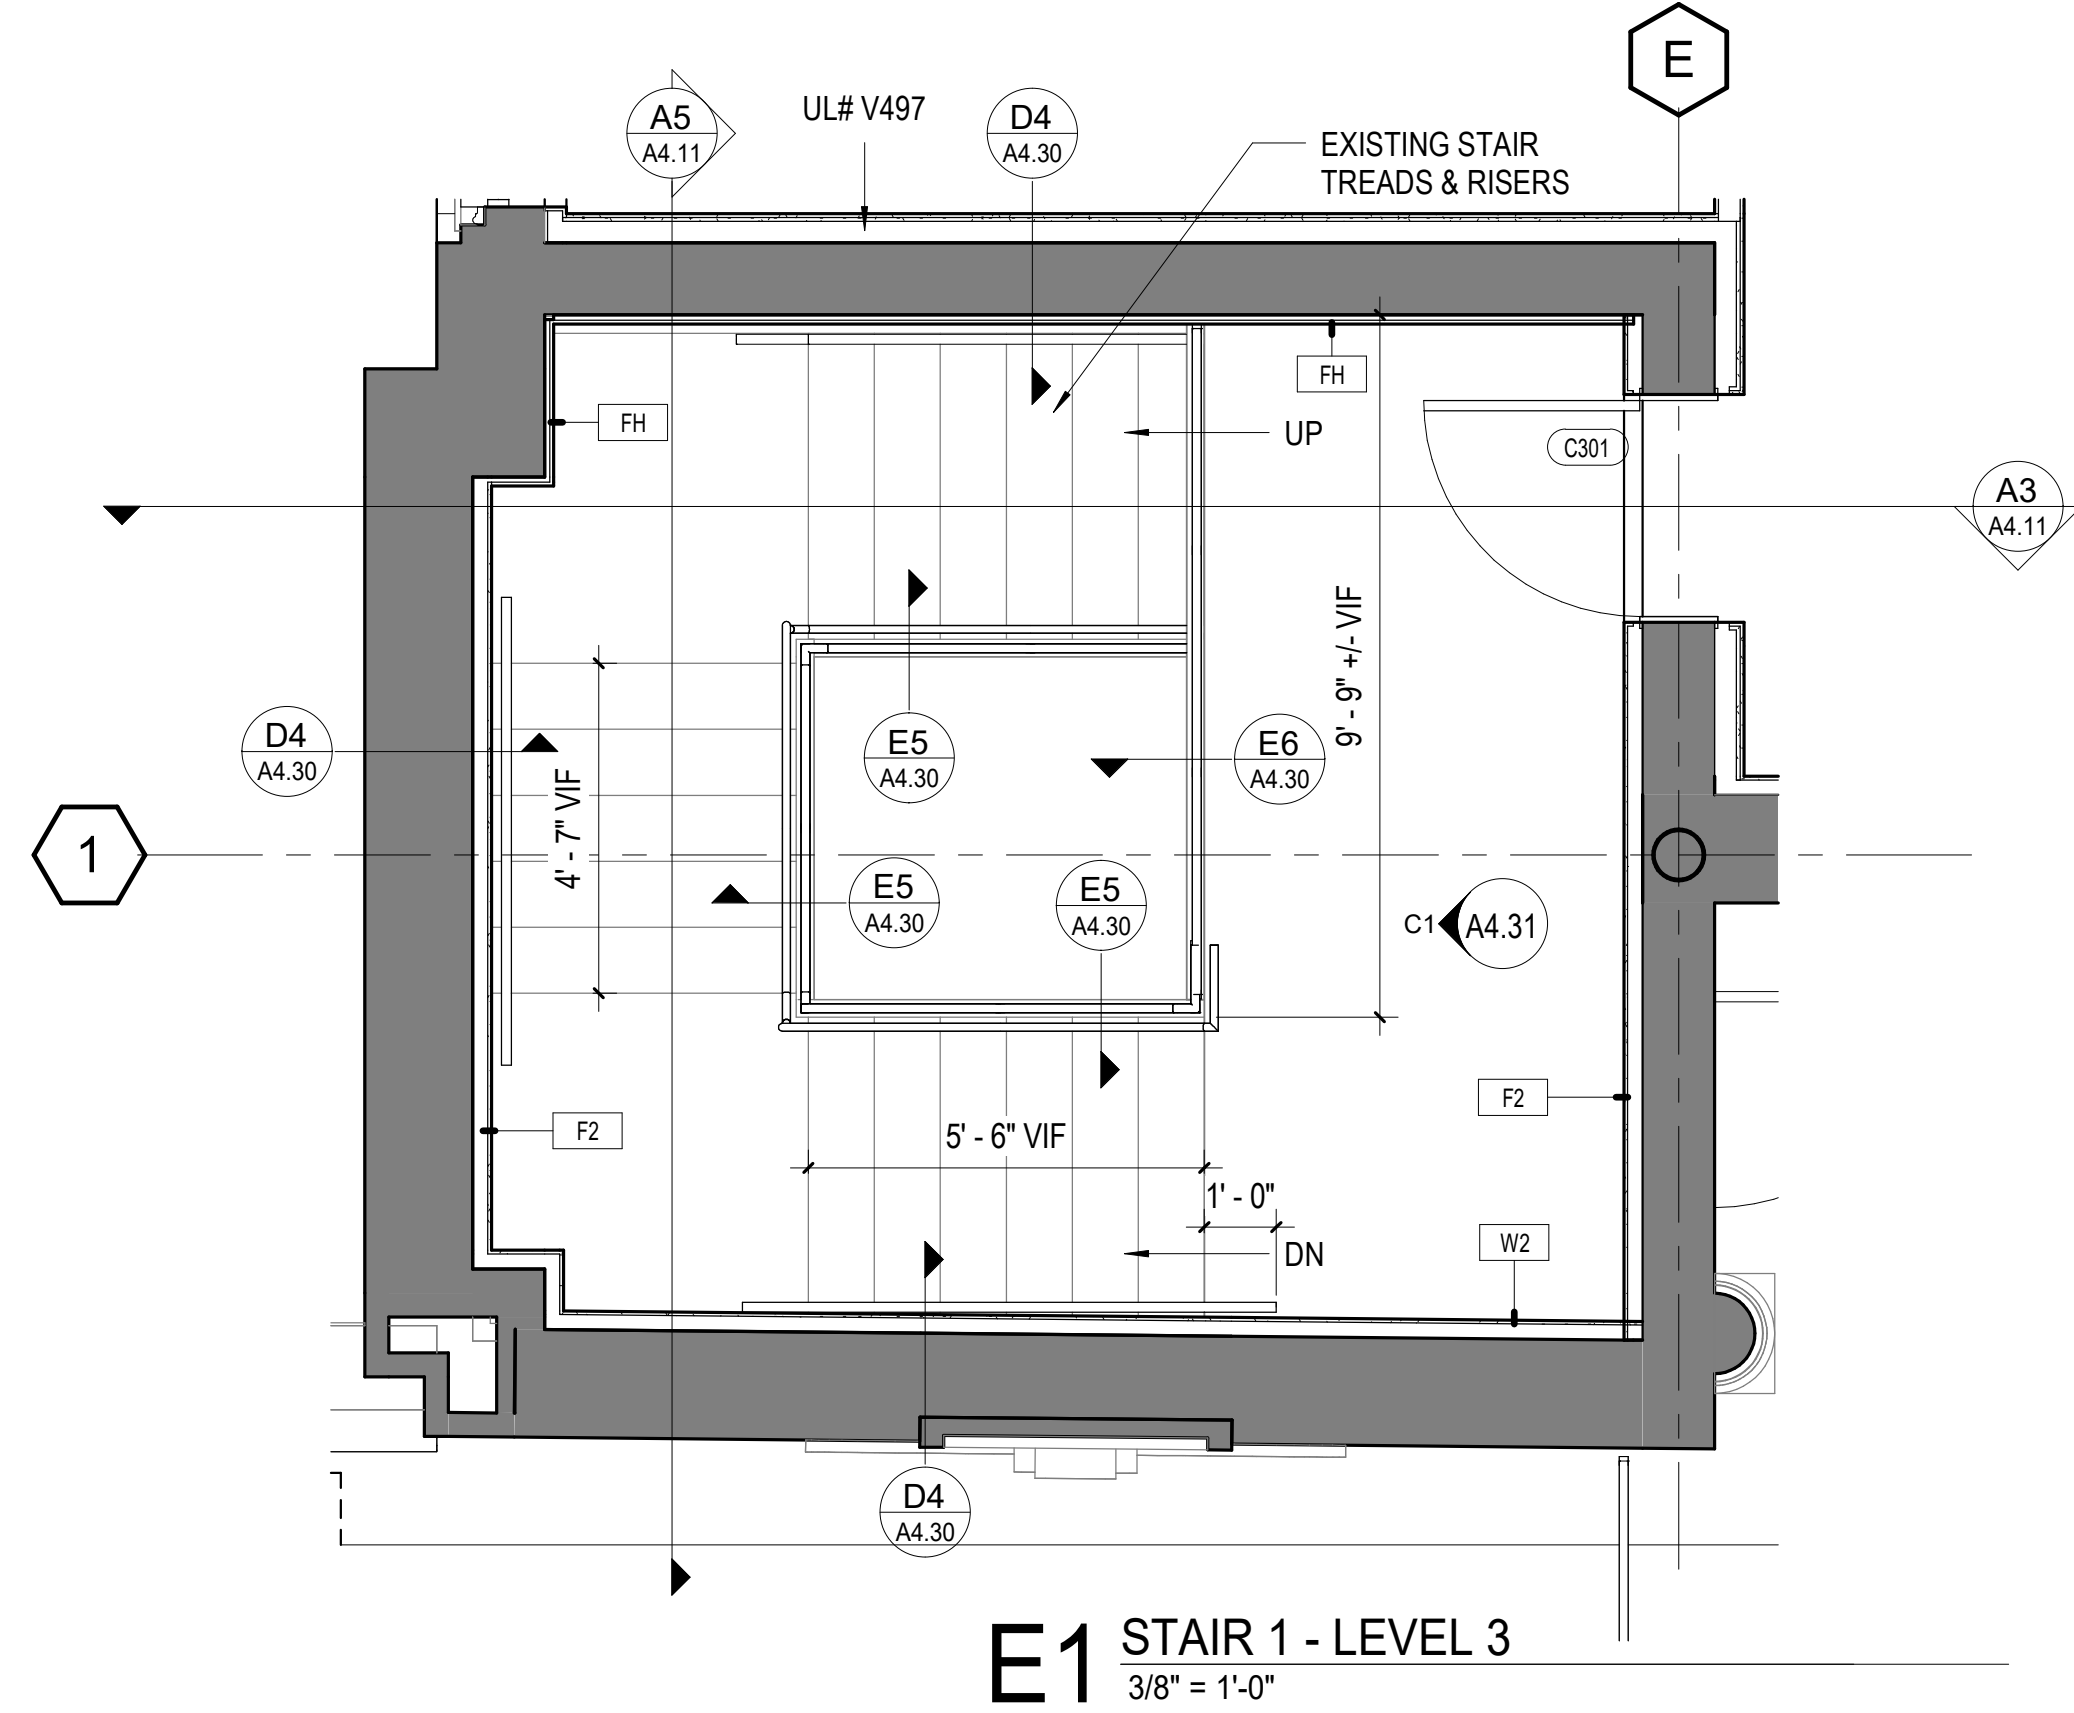 E
A5
A4.11
UL# V497
D4
A4.30
EXISTING STAIR
TREADS & RISERS
FH
FH
UP
C301
A3
A4.11
9' - 9" +/- VIF
D4
A4.30
E5
A4.30
E6
A4.30
4' - 7" VIF
1
E5
A4.30
E5
A4.30
C1
A4.31
F2
F2
5' - 6" VIF
1' - 0"
W2
DN
D4
A4.30
E1
STAIR 1 - LEVEL 3
3/8" = 1'-0"